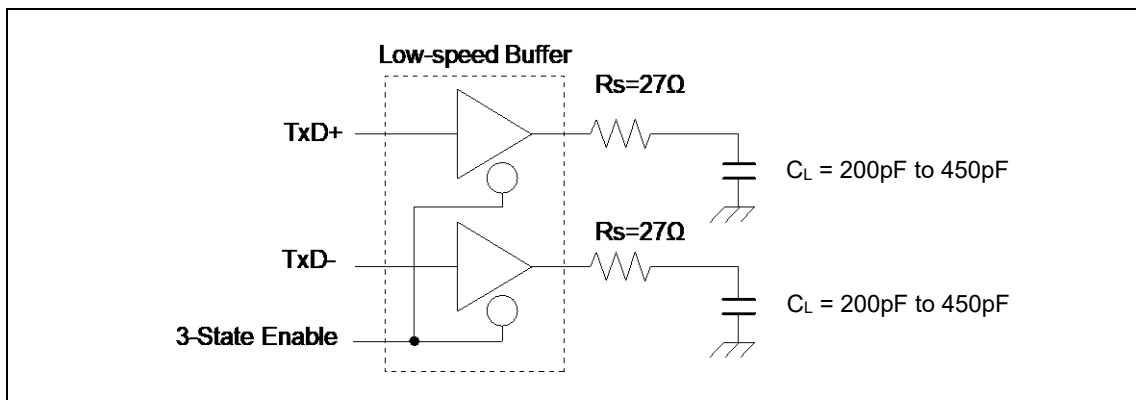 Low-speed Buffer
Rs=27Ω
TxD+
CL = 200pF to 450pF
Rs=27Ω
TxD-
CL = 200pF to 450pF
3-State Enable